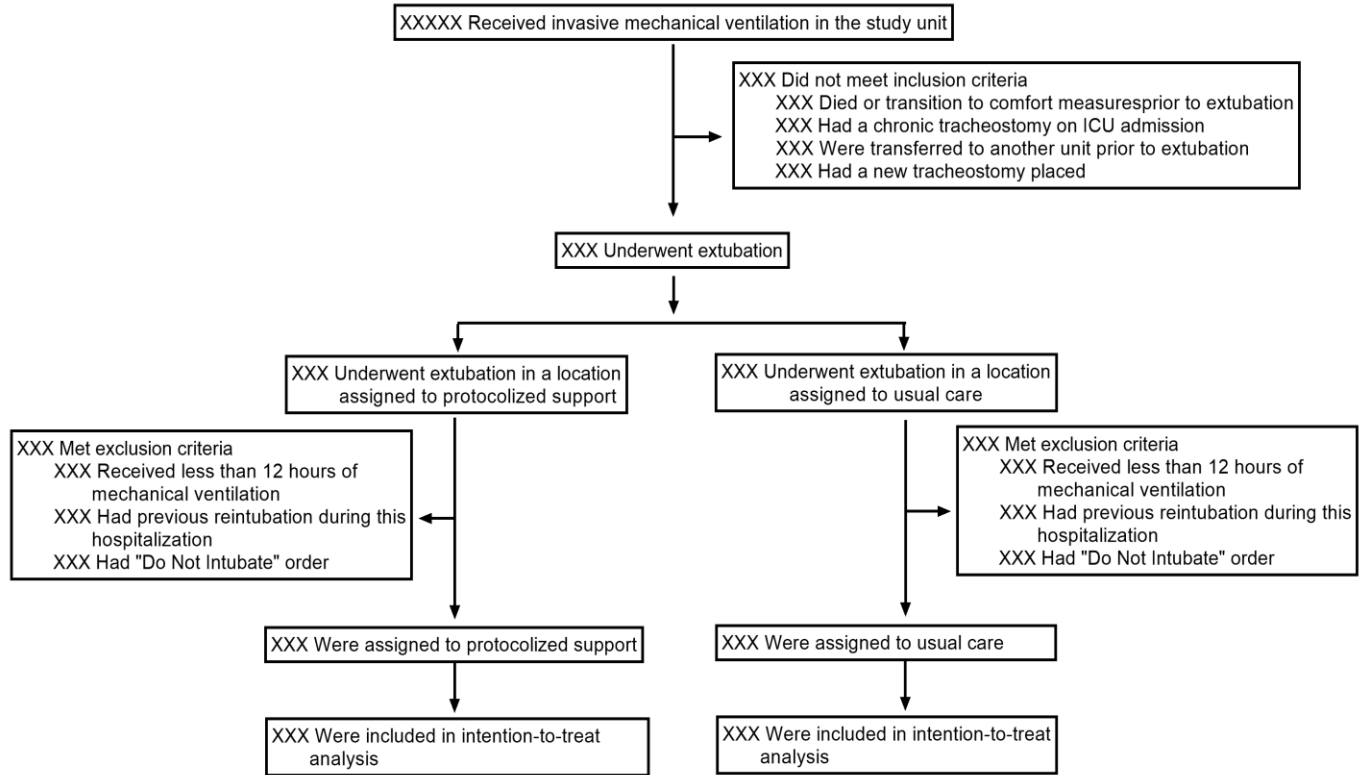 XXXXX Received invasive mechanical ventilation in the study unit
XXX Did not meet inclusion criteria
XXX Died or transition to comfort measuresprior to extubation
XXX Had a chronic tracheostomy on ICU admission
XXX Were transferred to another unit prior to extubation
XXX Had a new tracheostomy placed
XXX Underwent extubation
XXX Underwent extubation in a location
assigned to protocolized support
XXX Underwent extubation in a location
assigned to usual care
XXX Met exclusion criteria
XXX Received less than 12 hours of
mechanical ventilation
XXX Had previous reintubation during this
hospitalization
XXX Had "Do Not Intubate" order
XXX Met exclusion criteria
XXX Received less than 12 hours of
mechanical ventilation
XXX Had previous reintubation during this
hospitalization
XXX Had "Do Not Intubate" order
XXX Were assigned to protocolized support
XXX Were assigned to usual care
XXX Were included in intention-to-treat
analysis
XXX Were included in intention-to-treat
analysis